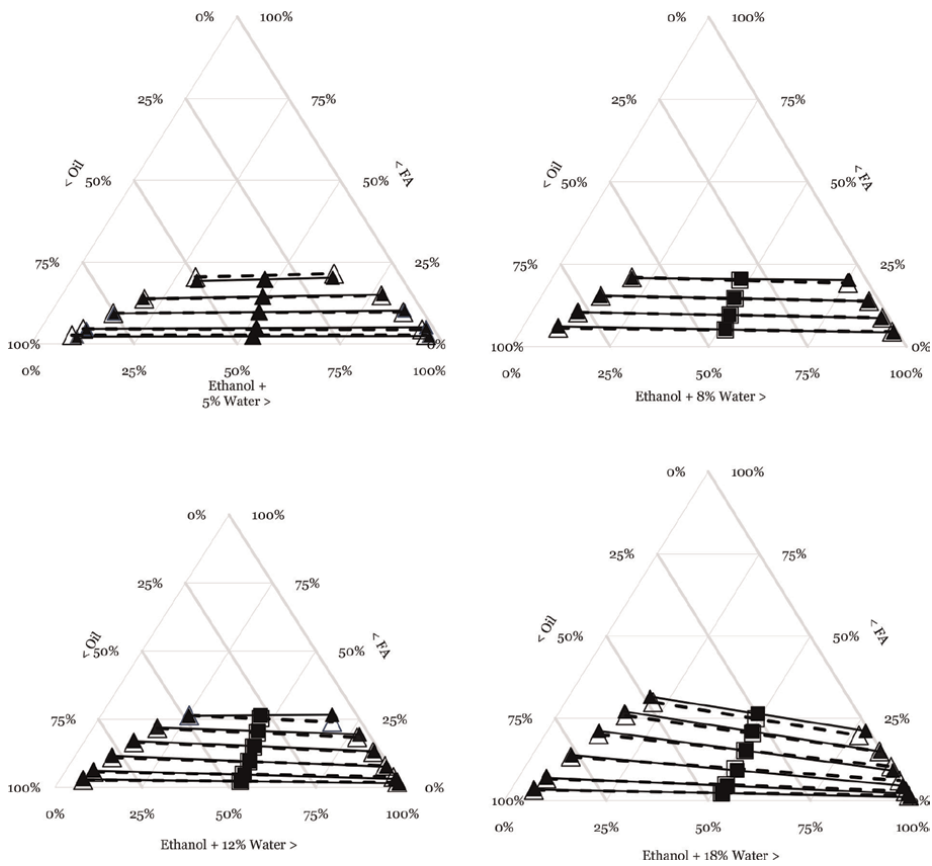 0% 100%
25% 75%
< Oil 50% 50% < FA
75% 25%
100% 0%
0% 25% 50% 75% 100%
Ethanol +
5% Water >
0% 100%
25% 75%
< Oil 50% 50% < FA
75% 25%
100% 0%
0% 25% 50% 75% 100%
Ethanol + 8% Water >
0% 100%
25% 75%
< Oil 50% 50% < FA
75% 25%
100% 0%
0% 25% 50% 75% 100%
Ethanol + 12% Water >
0% 100%
25% 75%
< Oil 50% 50% < FA
75% 25%
100%
0% 25% 50% 75% 100%
Ethanol + 18% Water >